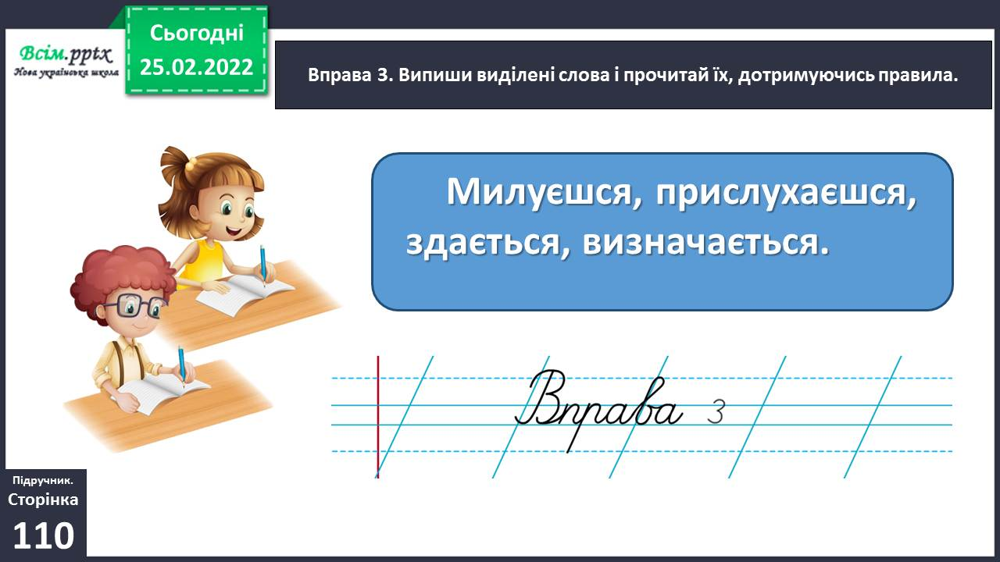 Сьогодні
25.02.2022
Всім.pptx
Нова українська школа
Вправа 3. Випиши виділені слова і прочитай їх, дотримуючись правила.
Милуєшся, прислухаєшся,
здається, визначається.
Вправа 3
Підручник.
Сторінка
110